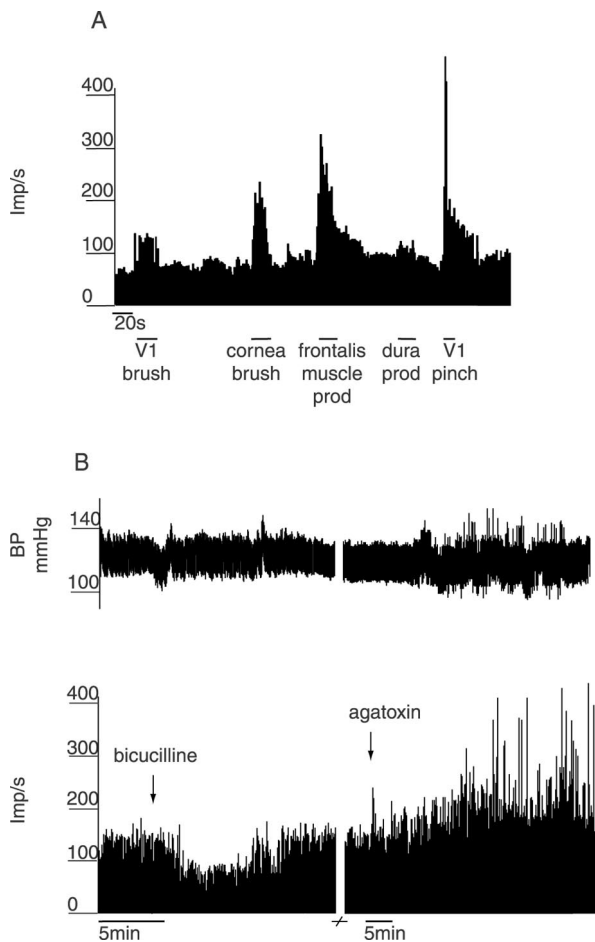 A
400
300
200
100
0
Imp/s
20s
V1 brush
cornea brush
frontalis muscle prod
dura prod
V1 pinch
B
140
100
BP mmHg
400
300
200
100
0
Imp/s
bicucilline
agatoxin
5min
5min